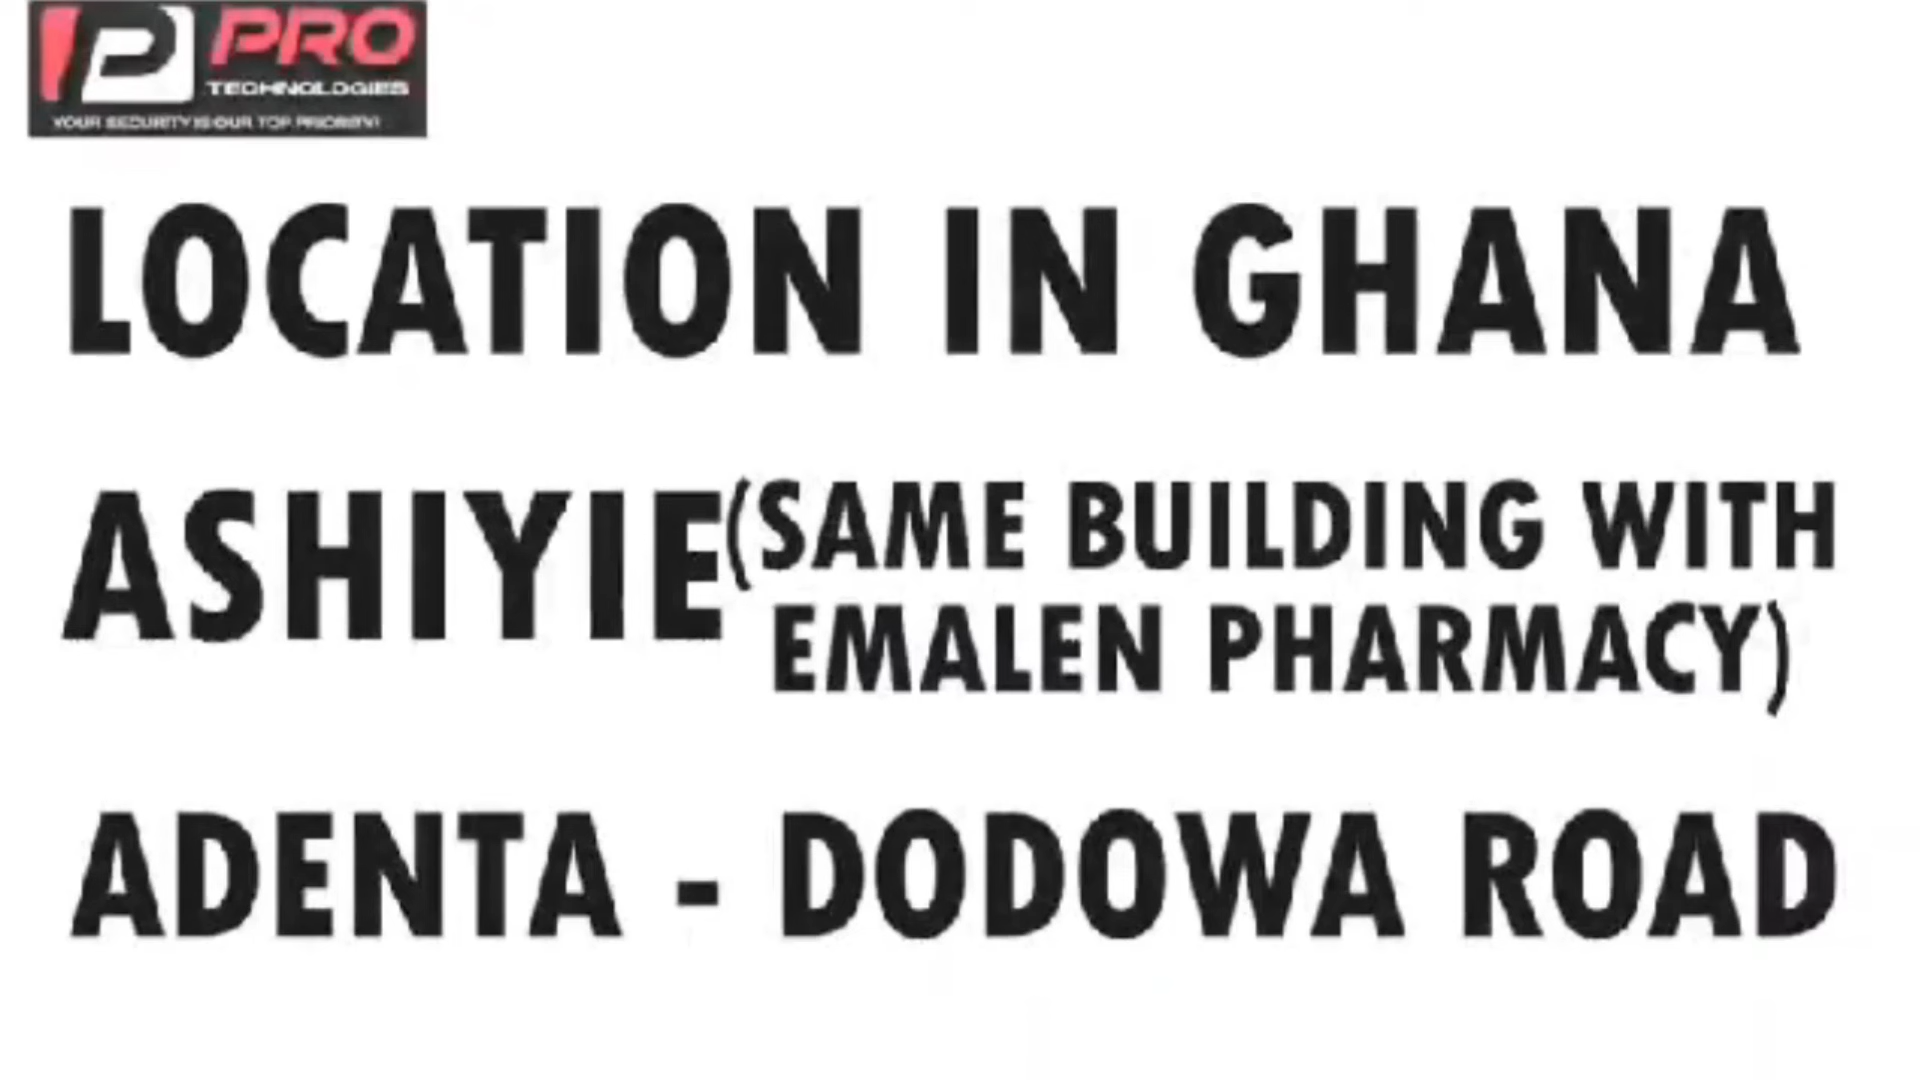 PRO
TECHNOLOGIES
YOUR SECURITY IS OUR TOP PRIORITY!
LOCATION IN GHANA
ASHIYIE (SAME BUILDING WITH
EMALEN PHARMACY)
ADENTA - DODOWA ROAD